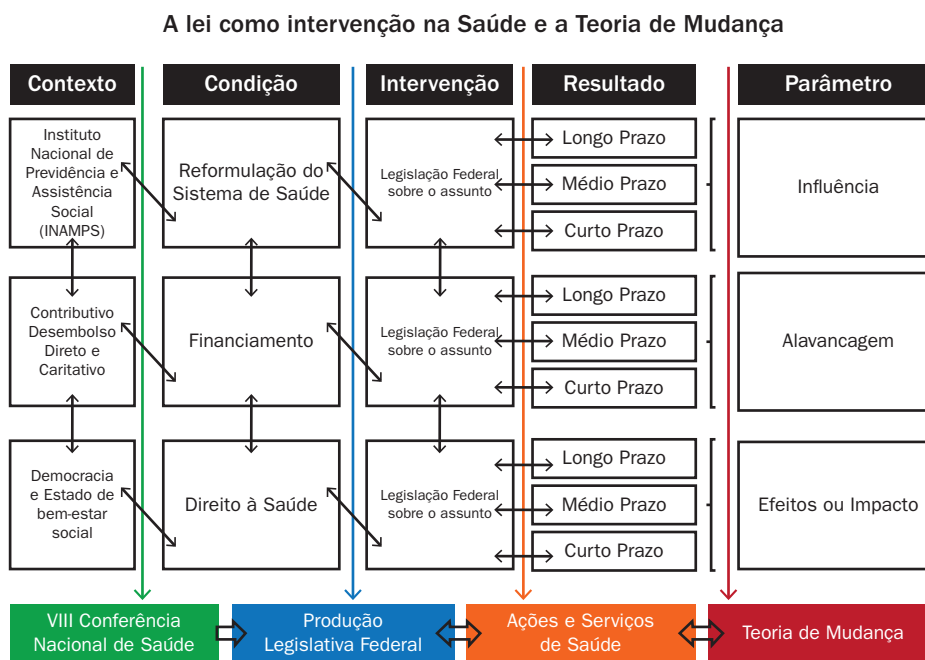 A lei como intervenção na Saúde e a Teoria de Mudança
Contexto
Condição
Intervenção
Resultado
Parâmetro
Instituto
Nacional de
Previdência e
Assistência
Social
(INAMPS)
Reformulação do
Sistema de Saúde
Legislação Federal
sobre o assunto
Longo Prazo
Médio Prazo
Curto Prazo
Influência
Contributivo
Desembolso
Direto e
Caritativo
Financiamento
Legislação Federal
sobre o assunto
Longo Prazo
Médio Prazo
Curto Prazo
Alavancagem
Democracia
e Estado de
bem-estar
social
Direito à Saúde
Legislação Federal
sobre o assunto
Longo Prazo
Médio Prazo
Curto Prazo
Efeitos ou Impacto
VIII Conferência
Nacional de Saúde
Produção
Legislativa Federal
Ações e Serviços
de Saúde
Teoria de Mudança